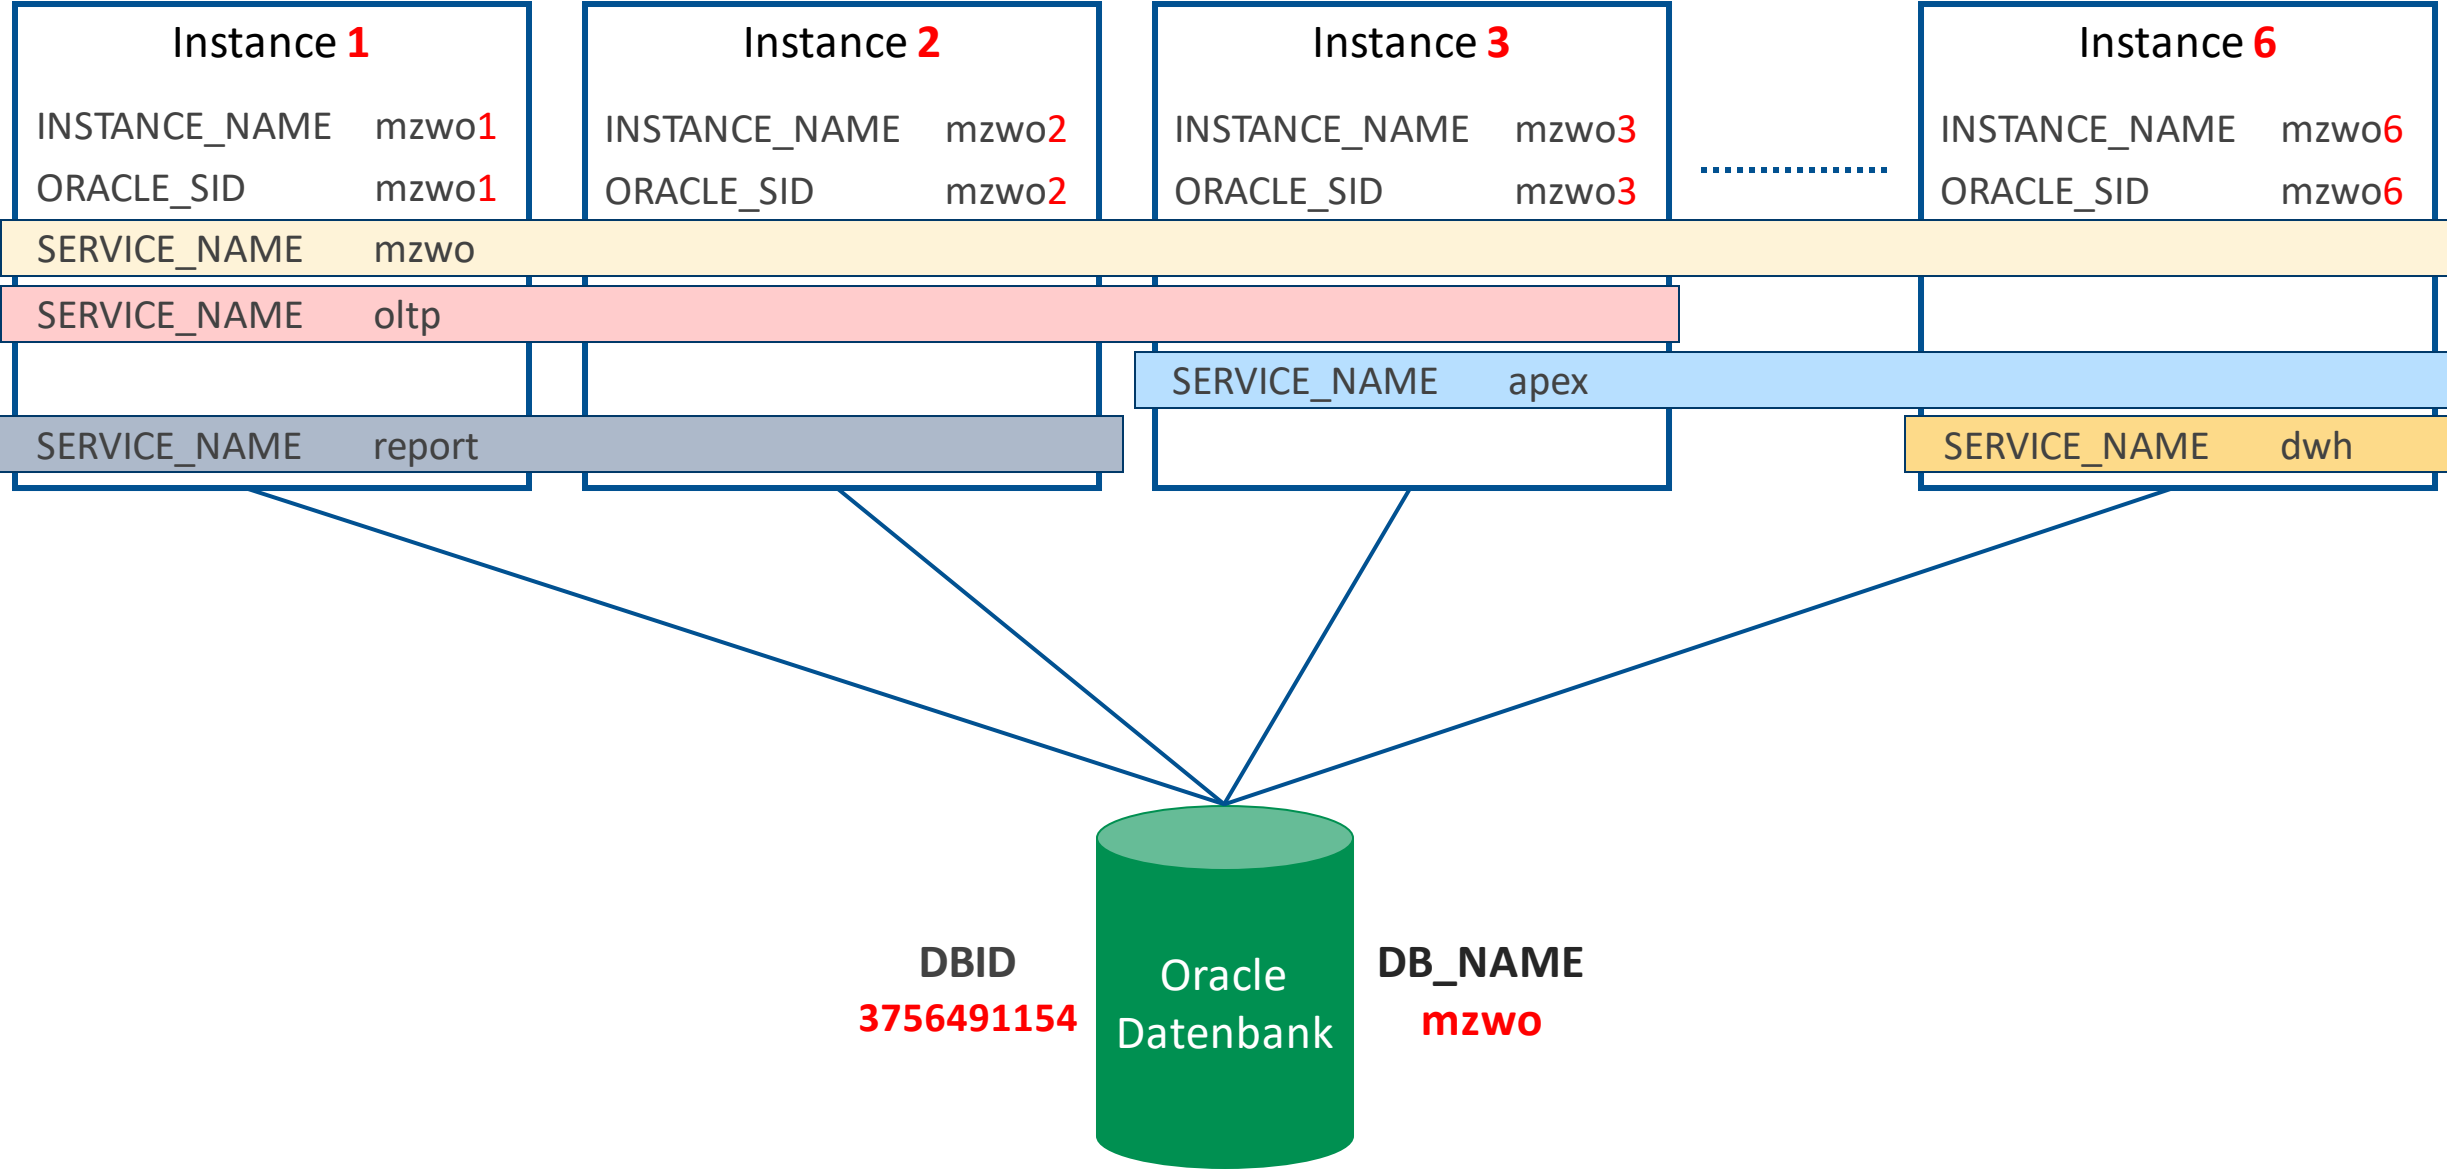 Instance 1
INSTANCE_NAME mzwo1
ORACLE_SID mzwo1
Instance 2
INSTANCE_NAME mzwo2
ORACLE_SID mzwo2
Instance 3
INSTANCE_NAME mzwo3
ORACLE_SID mzwo3
Instance 6
INSTANCE_NAME mzwo6
ORACLE_SID mzwo6
SERVICE_NAME mzwo
SERVICE_NAME oltp
SERVICE_NAME apex
SERVICE_NAME report
SERVICE_NAME dwh
DBID
3756491154
Oracle
Datenbank
DB_NAME
mzwo